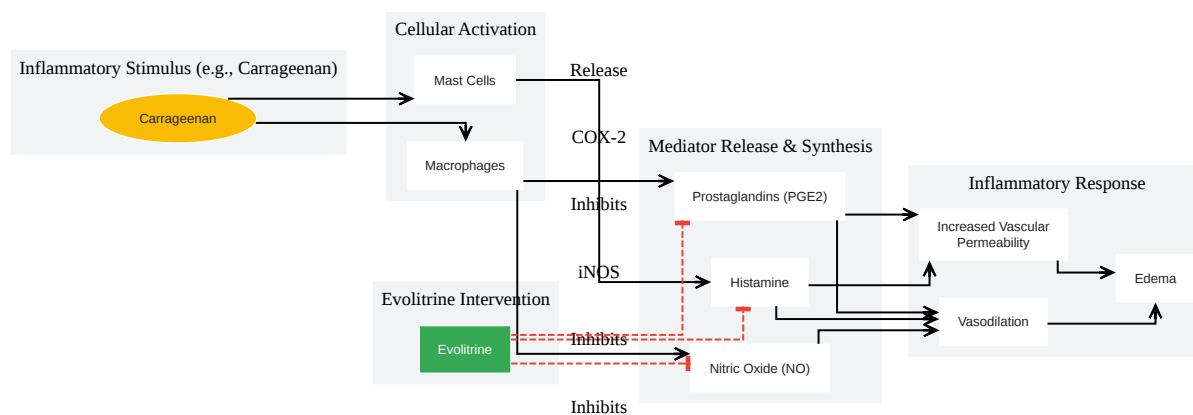 Cellular Activation
Inflammatory Stimulus (e.g., Carrageenan)
Mast Cells
Release
Carrageenan
COX-2
Macrophages
Mediator Release & Synthesis
Prostaglandins (PGE2)
Inhibits
Inflammatory Response
Increased Vascular
Permeability
iNOS
Histamine
Edema
Evolitrine Intervention
Evolitrine
Inhibits
Vasodilation
Nitric Oxide (NO)
Inhibits